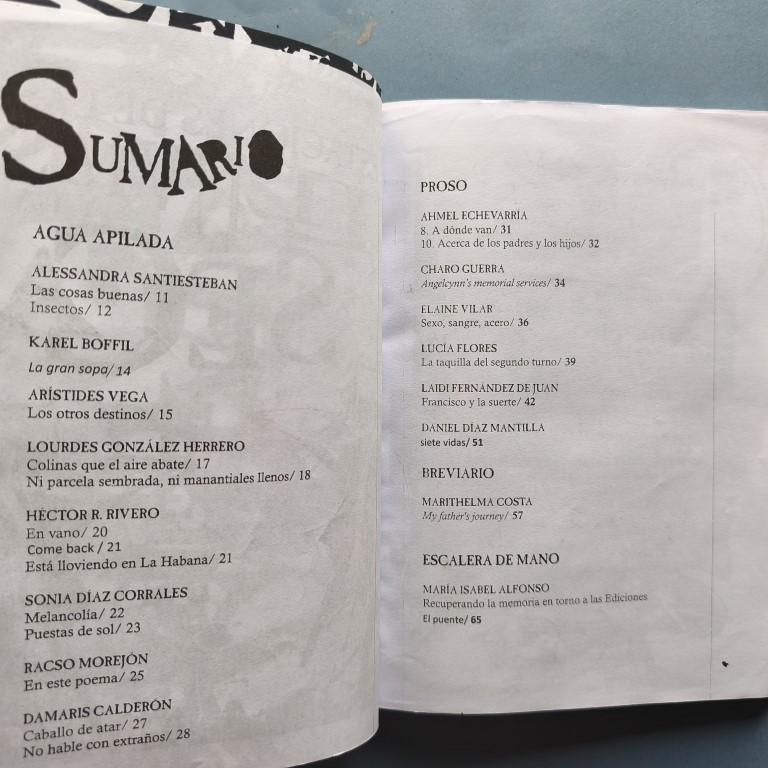 SUMARIO
AGUA APILADA
ALESSANDRA SANTIESTEBAN
Las cosas buenas/ 11
Insectos/ 12
KAREL BOFFIL
La gran sopa/ 14
ARÍSTIDES VEGA
Los otros destinos/ 15
LOURDES GONZÁLEZ HERRERO
Colinas que el aire abate/ 17
Ni parcela sembrada, ni manantiales llenos/ 18
HÉCTOR R. RIVERO
En vano/ 20
Come back / 21
Está lloviendo en La Habana/ 21
SONIA DÍAZ CORRALES
Melancolía/ 22
Puestas de sol/ 23
RACSO MOREJÓN
En este poema/ 25
DAMARIS CALDERÓN
Caballo de atar/ 27
No hable con extraños/ 28
PROSO
AHMEL ECHEVARRÍA
8. A dónde van/ 31
10. Acerca de los padres y los hijos/ 32
CHARO GUERRA
Angelcynn's memorial services/ 34
ELAINE VILAR
Sexo, sangre, acero/ 36
LUCÍA FLORES
La taquilla del segundo turno/ 39
LAIDI FERNÁNDEZ DE JUAN
Francisco y la suerte/ 42
DANIEL DÍAZ MANTILLA
siete vidas/ 51
BREVIARIO
MARITHELMA COSTA
My father's journey/ 57
ESCALERA DE MANO
MARÍA ISABEL ALFONSO
Recuperando la memoria en torno a las Ediciones
El puente/ 65